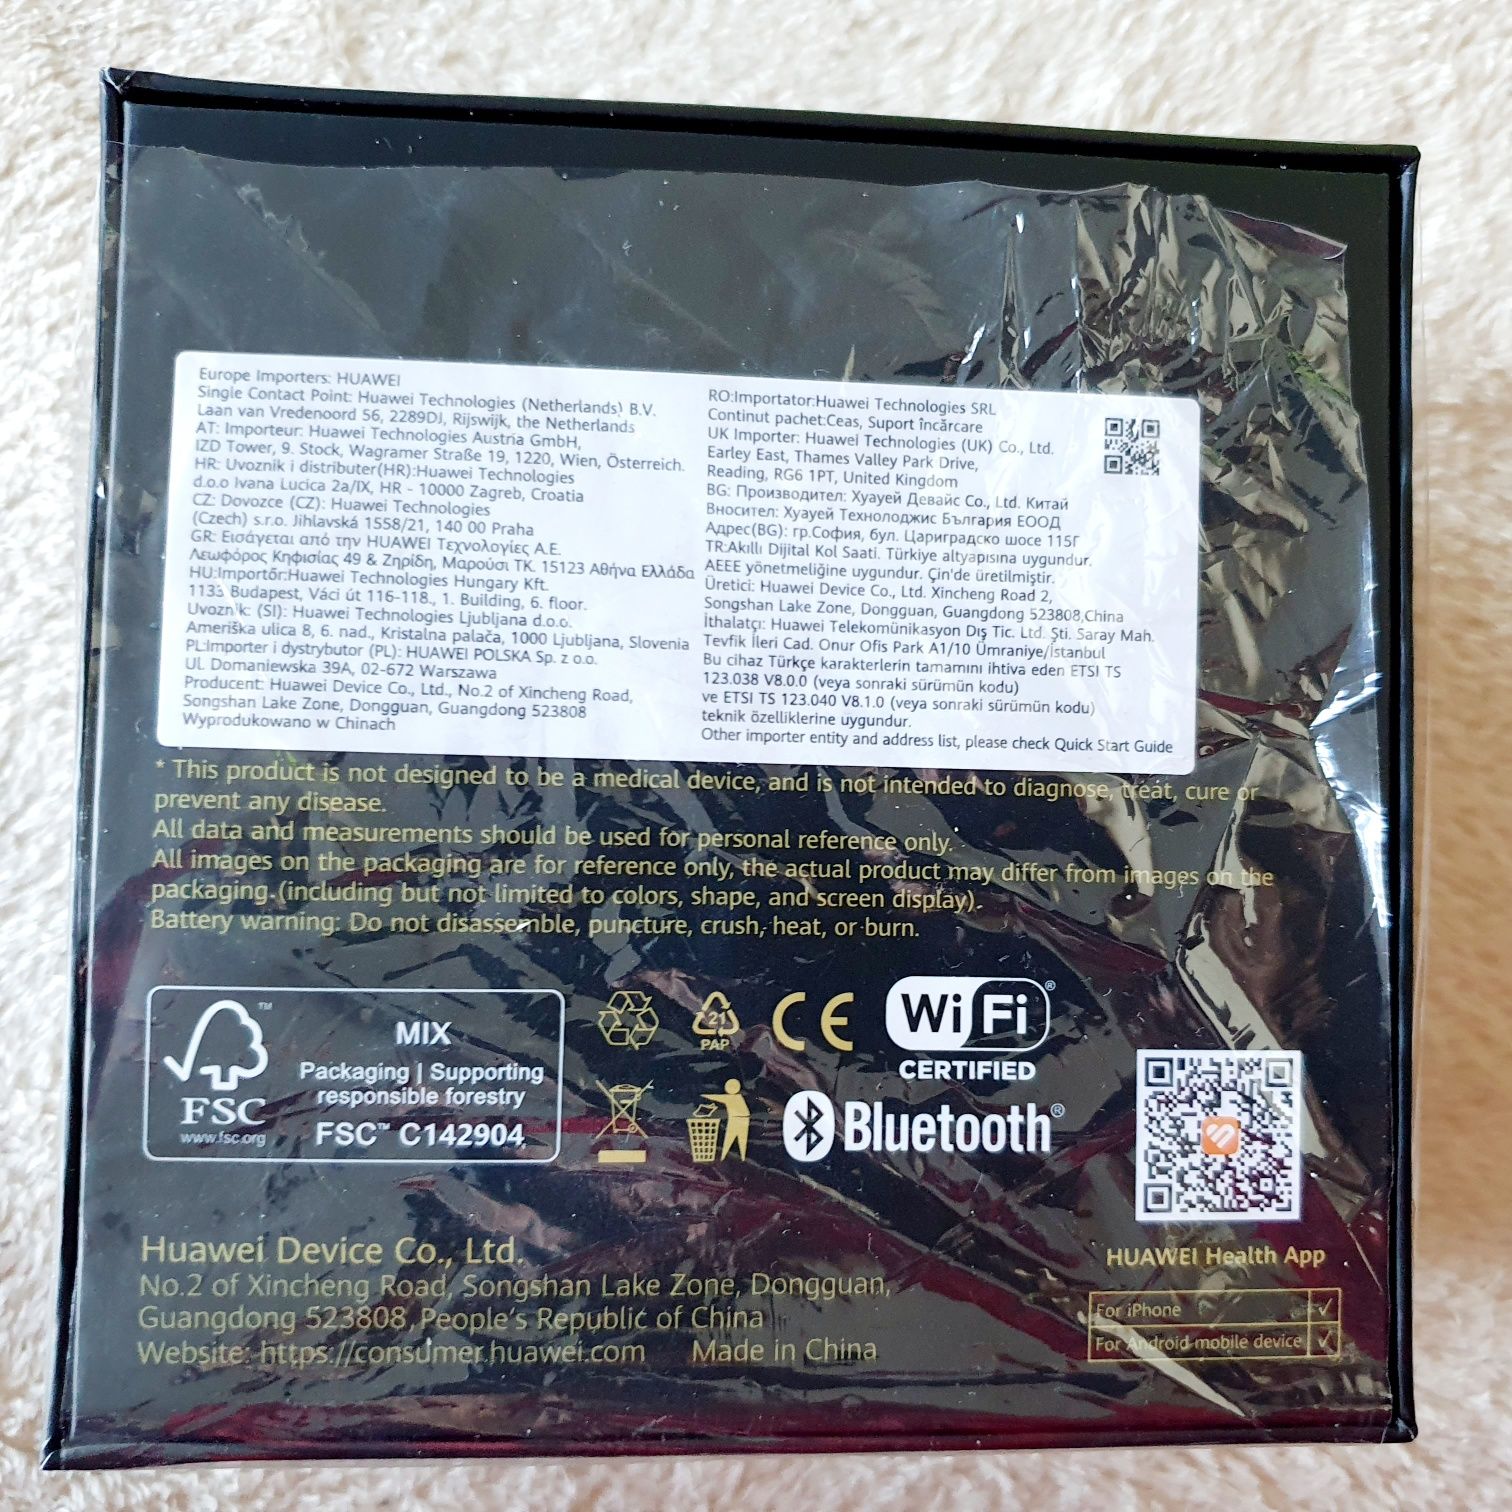 Europe Importers: HUAWEI
Single Contact Point: Huawei Technologies (Netherlands) B.V.
Laan van Vredenoord 56, 2289DJ, Rijswijk, the Netherlands
AT: Importeur: Huawei Technologies Austria GmbH,
IZD Tower, 9. Stock, Wagramer Straße 19, 1220, Wien, Österreich.
HR: Uvoznik i distributer(HR):Huawei Technologies
d.o.o Ivana Lucica 2a/IX, HR - 10000 Zagreb, Croatia
CZ: Dovozce (CZ): Huawei Technologies
(Czech) s.r.o. Jihlavská 1558/21, 140 00 Praha
GR: Εισάγεται από την HUAWEI Τεχνολογίες Α.Ε.
Λεωφόρος Κηφισίας 49 & Ζηρίδη, Μαρούσι ΤΚ. 15123 Αθήνα Ελλάδα
HU:Importőr:Huawei Technologies Hungary Kft.
1133 Budapest, Váci út 116-118., 1. Building, 6. floor.
Uvoznik: (SI): Huawei Technologies Ljubljana d.o.o.
Ameriška ulica 8, 6. nad., Kristalna palača, 1000 Ljubljana, Slovenia
PL:Importer i dystrybutor (PL): HUAWEI POLSKA Sp. z o.o.
Ul. Domaniewska 39A, 02-672 Warszawa
Producent: Huawei Device Co., Ltd., No.2 of Xincheng Road,
Songshan Lake Zone, Dongguan, Guangdong 523808
Wyprodukowano w Chinach
RO:Importator:Huawei Technologies SRL
Continut pachet:Ceas, Suport încărcare
UK Importer: Huawei Technologies (UK) Co., Ltd.
Earley East, Thames Valley Park Drive,
Reading, RG6 1PT, United Kingdom
BG: Производител: Хуауей Девайс Co., Ltd. Китай
Вносител: Хуауей Технолоджис България ЕООД
Адрес(BG): гр.София, бул. Цариградско шосе 115Г
TR:Akıllı Dijital Kol Saati. Türkiye altyapısına uygundur.
AEEE yönetmeliğine uygundur. Çin'de üretilmiştir.
Üretici: Huawei Device Co., Ltd. Xincheng Road 2,
Songshan Lake Zone, Dongguan, Guangdong 523808,China
İthalatçı: Huawei Telekomünikasyon Dış Tic. Ltd. Şti. Saray Mah.
Tevfik İleri Cad. Onur Ofis Park A1/10 Ümraniye/İstanbul
Bu cihaz Türkçe karakterlerin tamamını ihtiva eden ETSI TS
123.038 V8.0.0 (veya sonraki sürümün kodu)
ve ETSI TS 123.040 V8.1.0 (veya sonraki sürümün kodu)
teknik özelliklerine uygundur.
Other importer entity and address list, please check Quick Start Guide
* This product is not designed to be a medical device, and is not intended to diagnose, treat, cure or
prevent any disease.
All data and measurements should be used for personal reference only.
All images on the packaging are for reference only, the actual product may differ from images on the
packaging (including but not limited to colors, shape, and screen display).
Battery warning: Do not disassemble, puncture, crush, heat, or burn.
FSC
www.fsc.org
™
MIX
Packaging | Supporting
responsible forestry
FSC™ C142904
21
PAP
CE
Wi Fi®
CERTIFIED
Bluetooth®
Huawei Device Co., Ltd.
No.2 of Xincheng Road, Songshan Lake Zone, Dongguan,
Guangdong 523808, People's Republic of China
Website: https://consumer.huawei.com Made in China
HUAWEI Health App
For iPhone √
For Android mobile device √